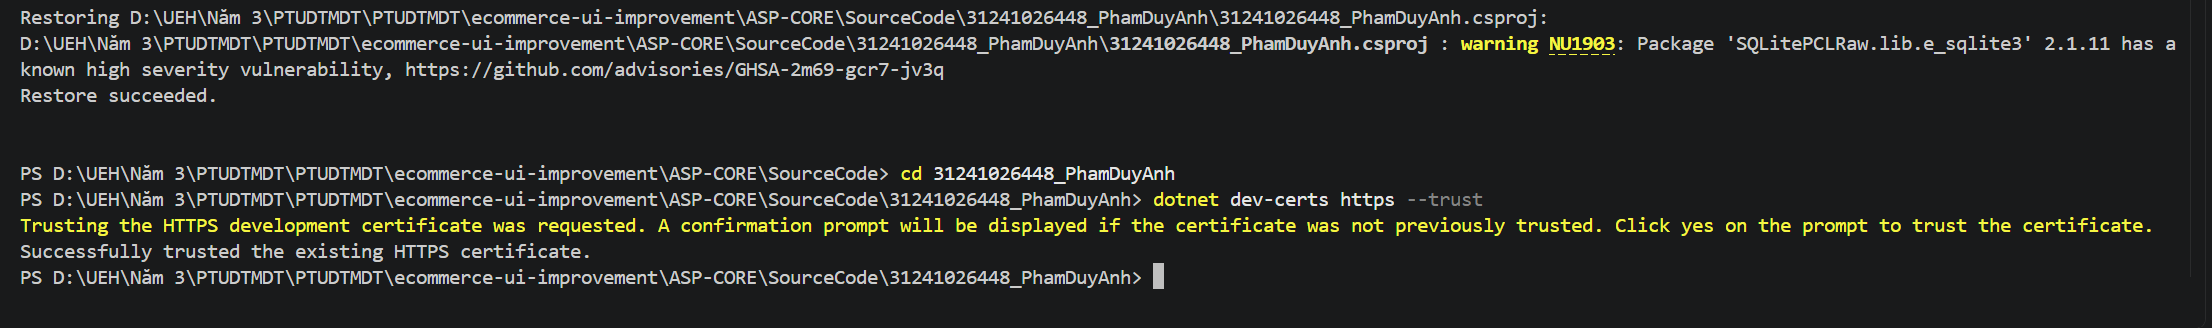 Restoring D:\UEH\Năm 3\PTUDTMDT\PTUDTMDT\ecommerce-ui-improvement\ASP-CORE\SourceCode\31241026448_PhamDuyAnh\31241026448_PhamDuyAnh.csproj:
D:\UEH\Năm 3\PTUDTMDT\PTUDTMDT\ecommerce-ui-improvement\ASP-CORE\SourceCode\31241026448_PhamDuyAnh\31241026448_PhamDuyAnh.csproj : warning NU1903: Package 'SQLitePCLRaw.lib.e_sqlite3' 2.1.11 has a
known high severity vulnerability, https://github.com/advisories/GHSA-2m69-gcr7-jv3q
Restore succeeded.
PS D:\UEH\Năm 3\PTUDTMDT\PTUDTMDT\ecommerce-ui-improvement\ASP-CORE\SourceCode> cd 31241026448_PhamDuyAnh
PS D:\UEH\Năm 3\PTUDTMDT\PTUDTMDT\ecommerce-ui-improvement\ASP-CORE\SourceCode\31241026448_PhamDuyAnh> dotnet dev-certs https --trust
Trusting the HTTPS development certificate was requested. A confirmation prompt will be displayed if the certificate was not previously trusted. Click yes on the prompt to trust the certificate.
Successfully trusted the existing HTTPS certificate.
PS D:\UEH\Năm 3\PTUDTMDT\PTUDTMDT\ecommerce-ui-improvement\ASP-CORE\SourceCode\31241026448_PhamDuyAnh>